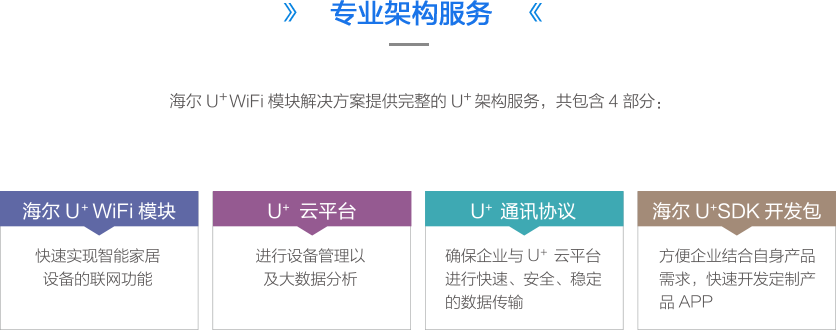 》 专业架构服务 《
海尔 U⁺WiFi 模块解决方案提供完整的 U⁺ 架构服务，共包含 4 部分：
海尔 U⁺ WiFi 模块
快速实现智能家居
设备的联网功能
U⁺ 云平台
进行设备管理以
及大数据分析
U⁺ 通讯协议
确保企业与 U⁺ 云平台
进行快速、安全、稳定
的数据传输
海尔 U⁺SDK 开发包
方便企业结合自身产品
需求，快速开发定制产
品 APP